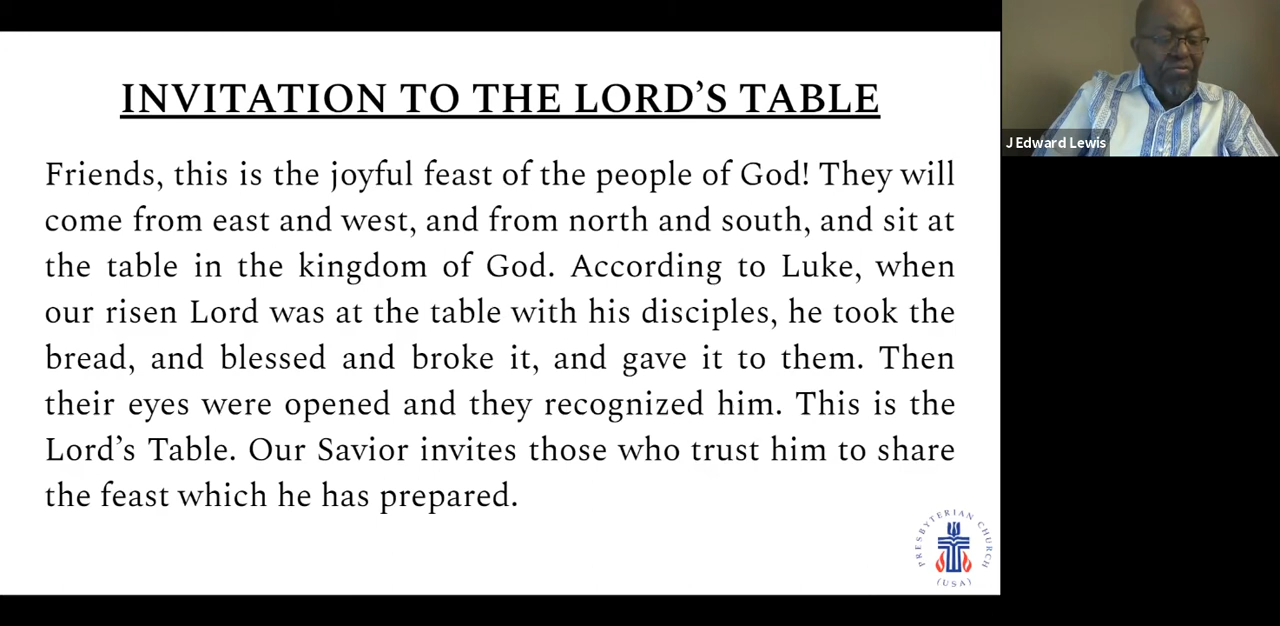 INVITATION TO THE LORD’S TABLE
Friends, this is the joyful feast of the people of God! They will
come from east and west, and from north and south, and sit at
the table in the kingdom of God. According to Luke, when
our risen Lord was at the table with his disciples, he took the
bread, and blessed and broke it, and gave it to them. Then
their eyes were opened and they recognized him. This is the
Lord’s Table. Our Savior invites those who trust him to share
the feast which he has prepared.
PRESBYTERIAN CHURCH
(USA)
J Edward Lewis